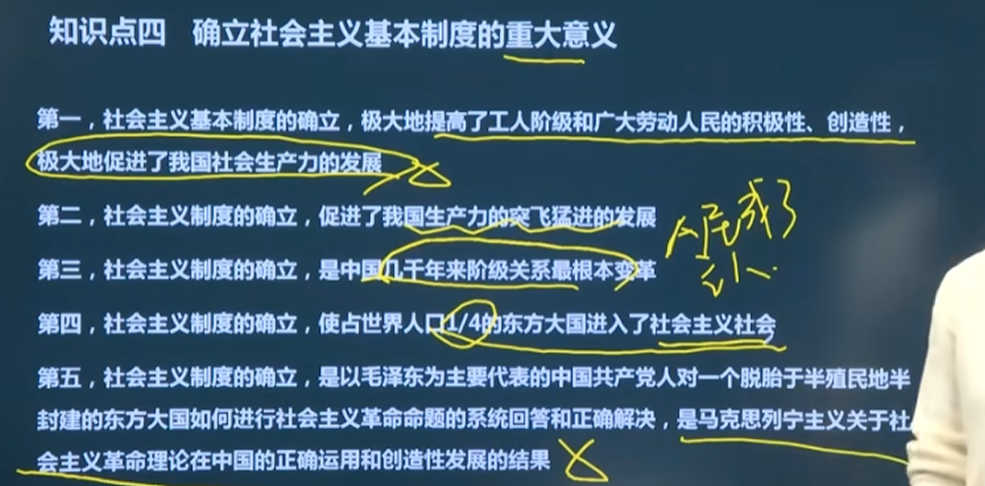 知识点四 确立社会主义基本制度的重大意义
第一，社会主义基本制度的确立，极大地提高了工人阶级和广大劳动人民的积极性、创造性，
极大地促进了我国社会生产力的发展
第二，社会主义制度的确立，促进了我国生产力的突飞猛进的发展
第三，社会主义制度的确立，是中国几千年来阶级关系最根本变革
第四，社会主义制度的确立，使占世界人口1/4的东方大国进入了社会主义社会
第五，社会主义制度的确立，是以毛泽东为主要代表的中国共产党人对一个脱胎于半殖民地半
封建的东方大国如何进行社会主义革命命题的系统回答和正确解决，是马克思列宁主义关于社
会主义革命理论在中国的正确运用和创造性发展的结果
人民成了